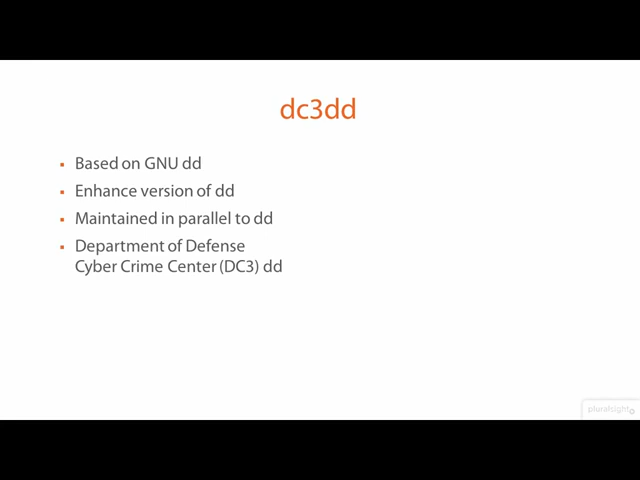 dc3dd
▪ Based on GNU dd
▪ Enhance version of dd
▪ Maintained in parallel to dd
▪ Department of Defense
Cyber Crime Center (DC3) dd
pluralsight